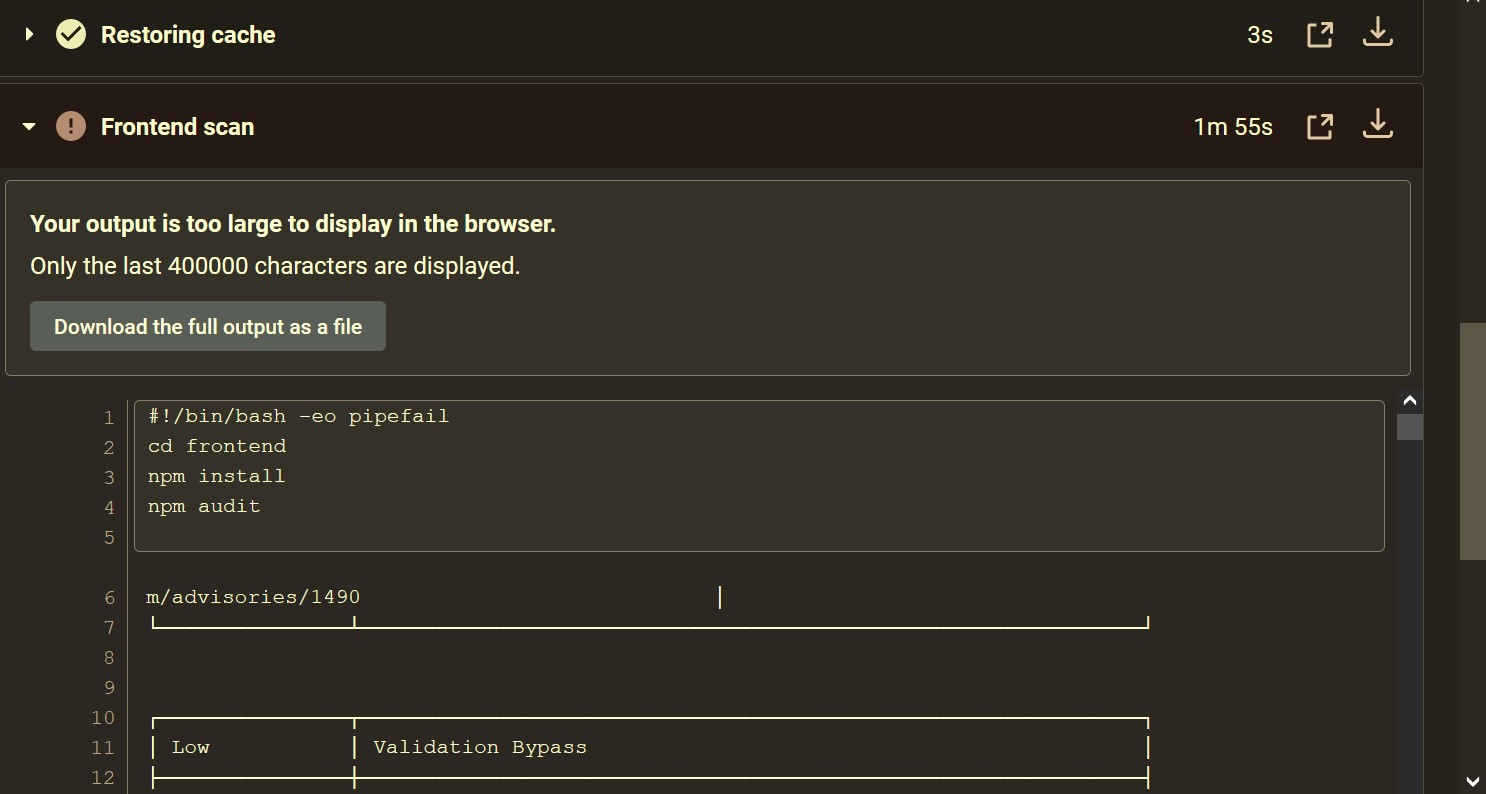 Restoring cache 3s
Frontend scan 1m 55s
Your output is too large to display in the browser.
Only the last 400000 characters are displayed.
Download the full output as a file
1 #!/bin/bash -eo pipefail
2 cd frontend
3 npm install
4 npm audit
5
6 m/advisories/1490 │
7 └───────────────┴──────────────────────────────────────────────────────────────┘
8
9
10 ┌───────────────┬──────────────────────────────────────────────────────────────┐
11 │ Low │ Validation Bypass │
12 ├───────────────┼──────────────────────────────────────────────────────────────┤